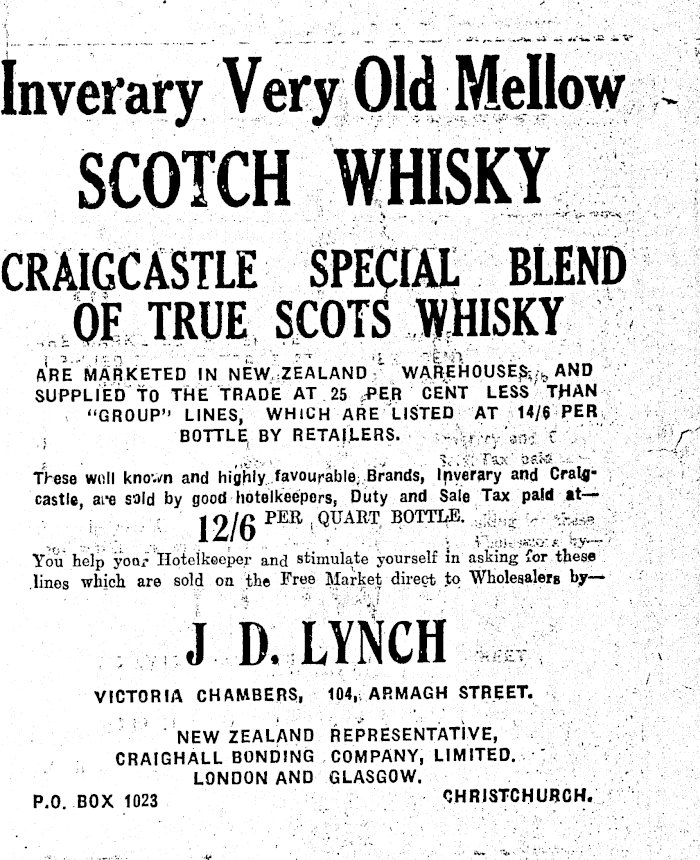 Inverary Very Old Mellow
SCOTCH WHISKY
CRAIGCASTLE SPECIAL BLEND
OF TRUE SCOTS WHISKY
ARE MARKETED IN NEW ZEALAND WAREHOUSES, AND
SUPPLIED TO THE TRADE AT 25 PER CENT LESS THAN
"GROUP" LINES, WHICH ARE LISTED AT 14/6 PER
BOTTLE BY RETAILERS.
These well known and highly favourable Brands, Inverary and Craig-
castle, are sold by good hotelkeepers, Duty and Sale Tax paid at—
12/6 PER QUART BOTTLE.
You help your Hotelkeeper and stimulate yourself in asking for these
lines which are sold on the Free Market direct to Wholesalers by—
J D. LYNCH
VICTORIA CHAMBERS, 104, ARMAGH STREET.
NEW ZEALAND REPRESENTATIVE,
CRAIGHALL BONDING COMPANY, LIMITED.
LONDON AND GLASGOW.
P.O. BOX 1023 CHRISTCHURCH.